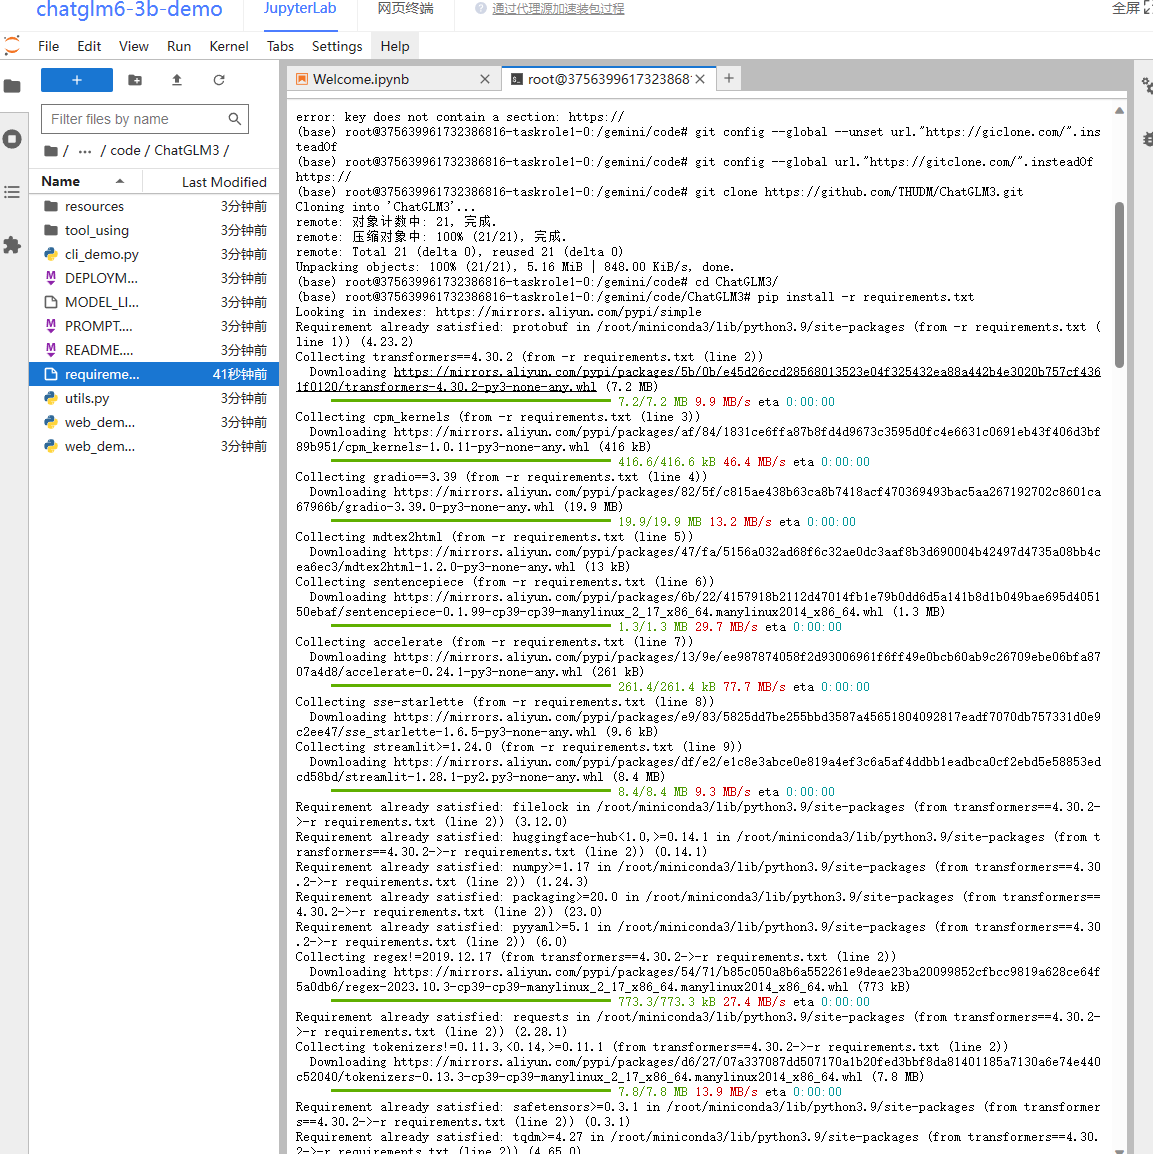 chatglm6-3b-demo
JupyterLab
网页终端
通过代理源加速装包过程
全屏
File Edit View Run Kernel Tabs Settings Help
Filter files by name
/ ... / code / ChatGLM3 /
Name Last Modified
resources 3分钟前
tool_using 3分钟前
cli_demo.py 3分钟前
DEPLOYM... 3分钟前
MODEL_LI... 3分钟前
PROMPT.... 3分钟前
README.... 3分钟前
requireme... 41秒钟前
utils.py 3分钟前
web_dem... 3分钟前
web_dem... 3分钟前
Welcome.ipynb
root@3756399617323868
error: key does not contain a section: https://
(base) root@375639961732386816-taskrole1-0:/gemini/code# git config --global --unset url."https://giclone.com/".ins
teadOf
(base) root@375639961732386816-taskrole1-0:/gemini/code# git config --global url."https://gitclone.com/".insteadOf
https://
(base) root@375639961732386816-taskrole1-0:/gemini/code# git clone https://github.com/THUDM/ChatGLM3.git
Cloning into 'ChatGLM3'...
remote: 对象计数中: 21, 完成.
remote: 压缩对象中: 100% (21/21), 完成.
remote: Total 21 (delta 0), reused 21 (delta 0)
Unpacking objects: 100% (21/21), 5.16 MiB | 848.00 KiB/s, done.
(base) root@375639961732386816-taskrole1-0:/gemini/code# cd ChatGLM3/
(base) root@375639961732386816-taskrole1-0:/gemini/code/ChatGLM3# pip install -r requirements.txt
Looking in indexes: https://mirrors.aliyun.com/pypi/simple
Requirement already satisfied: protobuf in /root/miniconda3/lib/python3.9/site-packages (from -r requirements.txt (
line 1)) (4.23.2)
Collecting transformers==4.30.2 (from -r requirements.txt (line 2))
Downloading https://mirrors.aliyun.com/pypi/packages/5b/0b/e45d26ccd28568013523e04f325432ea88a442b4e3020b757cf436
1f0120/transformers-4.30.2-py3-none-any.whl (7.2 MB)
7.2/7.2 MB 9.9 MB/s eta 0:00:00
Collecting cpm_kernels (from -r requirements.txt (line 3))
Downloading https://mirrors.aliyun.com/pypi/packages/af/84/1831ce6ffa87b8fd4d9673c3595d0fc4e6631c0691eb43f406d3bf
89b951/cpm_kernels-1.0.11-py3-none-any.whl (416 kB)
416.6/416.6 kB 46.4 MB/s eta 0:00:00
Collecting gradio==3.39 (from -r requirements.txt (line 4))
Downloading https://mirrors.aliyun.com/pypi/packages/82/5f/c815ae438b63ca8b7418acf470369493bac5aa267192702c8601ca
67966b/gradio-3.39.0-py3-none-any.whl (19.9 MB)
19.9/19.9 MB 13.2 MB/s eta 0:00:00
Collecting mdtex2html (from -r requirements.txt (line 5))
Downloading https://mirrors.aliyun.com/pypi/packages/47/fa/5156a032ad68f6c32ae0dc3aaf8b3d690004b42497d4735a08bb4c
ea6ec3/mdtex2html-1.2.0-py3-none-any.whl (13 kB)
Collecting sentencepiece (from -r requirements.txt (line 6))
Downloading https://mirrors.aliyun.com/pypi/packages/6b/22/4157918b2112d47014fb1e79b0dd6d5a141b8d1b049bae695d4051
50ebaf/sentencepiece-0.1.99-cp39-cp39-manylinux_2_17_x86_64.manylinux2014_x86_64.whl (1.3 MB)
1.3/1.3 MB 29.7 MB/s eta 0:00:00
Collecting accelerate (from -r requirements.txt (line 7))
Downloading https://mirrors.aliyun.com/pypi/packages/13/9e/ee987874058f2d93006961f6ff49e0bcb60ab9c26709ebe06bfa87
07a4d8/accelerate-0.24.1-py3-none-any.whl (261 kB)
261.4/261.4 kB 77.7 MB/s eta 0:00:00
Collecting sse-starlette (from -r requirements.txt (line 8))
Downloading https://mirrors.aliyun.com/pypi/packages/e9/83/5825dd7be255bbd3587a45651804092817eadf7070db757331d0e9
c2ee47/sse_starlette-1.6.5-py3-none-any.whl (9.6 kB)
Collecting streamlit>=1.24.0 (from -r requirements.txt (line 9))
Downloading https://mirrors.aliyun.com/pypi/packages/df/e2/e1c8e3abce0e819a4ef3c6a5af4ddbb1eadbca0cf2ebd5e58853ed
cd58bd/streamlit-1.28.1-py2.py3-none-any.whl (8.4 MB)
8.4/8.4 MB 9.3 MB/s eta 0:00:00
Requirement already satisfied: filelock in /root/miniconda3/lib/python3.9/site-packages (from transformers==4.30.2-
>-r requirements.txt (line 2)) (3.12.0)
Requirement already satisfied: huggingface-hub<1.0,>=0.14.1 in /root/miniconda3/lib/python3.9/site-packages (from t
ransformers==4.30.2->-r requirements.txt (line 2)) (0.14.1)
Requirement already satisfied: numpy>=1.17 in /root/miniconda3/lib/python3.9/site-packages (from transformers==4.30
.2->-r requirements.txt (line 2)) (1.24.3)
Requirement already satisfied: packaging>=20.0 in /root/miniconda3/lib/python3.9/site-packages (from transformers==
4.30.2->-r requirements.txt (line 2)) (23.0)
Requirement already satisfied: pyyaml>=5.1 in /root/miniconda3/lib/python3.9/site-packages (from transformers==4.30
.2->-r requirements.txt (line 2)) (6.0)
Collecting regex!=2019.12.17 (from transformers==4.30.2->-r requirements.txt (line 2))
Downloading https://mirrors.aliyun.com/pypi/packages/54/71/b85c050a8b6a552261e9deae23ba20099852cfbcc9819a628ce64f
5a0db6/regex-2023.10.3-cp39-cp39-manylinux_2_17_x86_64.manylinux2014_x86_64.whl (773 kB)
773.3/773.3 kB 27.4 MB/s eta 0:00:00
Requirement already satisfied: requests in /root/miniconda3/lib/python3.9/site-packages (from transformers==4.30.2-
>-r requirements.txt (line 2)) (2.28.1)
Collecting tokenizers!=0.11.3,<0.14,>=0.11.1 (from transformers==4.30.2->-r requirements.txt (line 2))
Downloading https://mirrors.aliyun.com/pypi/packages/d6/27/07a337087dd507170a1b20fed3bbf8da81401185a7130a6e74e440
c52040/tokenizers-0.13.3-cp39-cp39-manylinux_2_17_x86_64.manylinux2014_x86_64.whl (7.8 MB)
7.8/7.8 MB 13.9 MB/s eta 0:00:00
Requirement already satisfied: safetensors>=0.3.1 in /root/miniconda3/lib/python3.9/site-packages (from transformer
s==4.30.2->-r requirements.txt (line 2)) (0.3.1)
Requirement already satisfied: tqdm>=4.27 in /root/miniconda3/lib/python3.9/site-packages (from transformers==4.30.
2->-r requirements.txt (line 2)) (4.65.0)